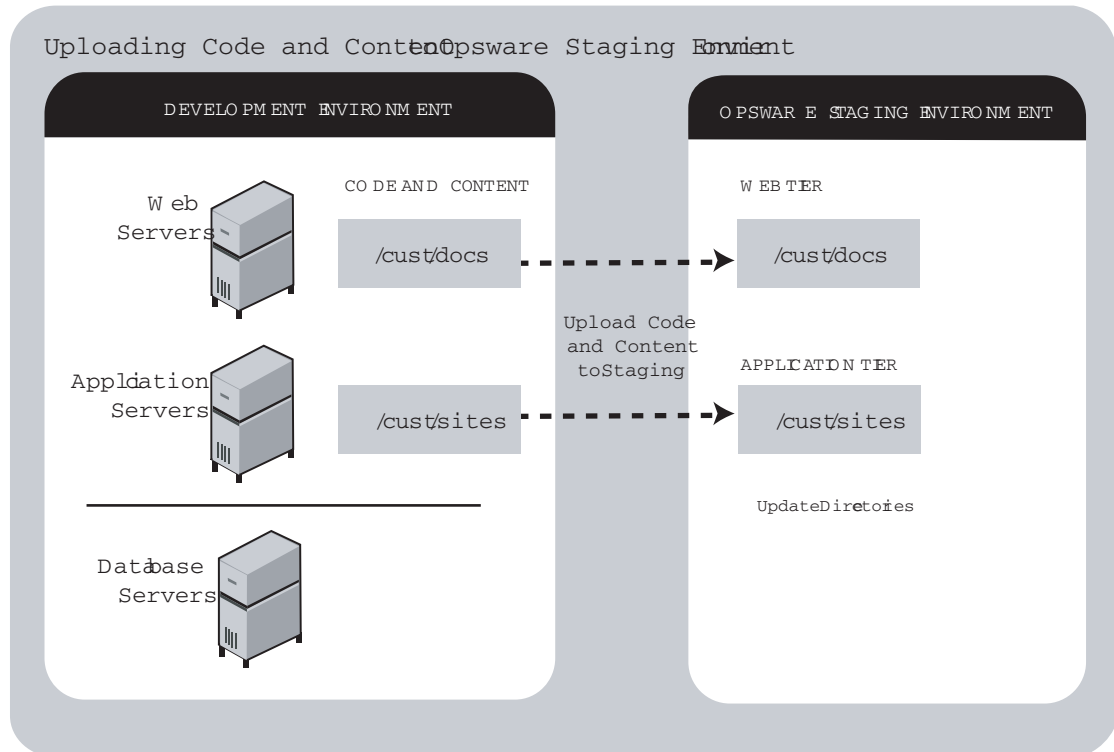 Uploading Code and Content to Opsware Staging Environment
DEVELOPMENT ENVIRONMENT
Web
Servers
CODE AND CONTENT
/cust/docs
Application
Servers
/cust/sites
Database
Servers
Upload Code
and Content
to Staging
OPSWARE STAGING ENVIRONMENT
WEB TIER
/cust/docs
APPLICATION TIER
/cust/sites
Update Directories